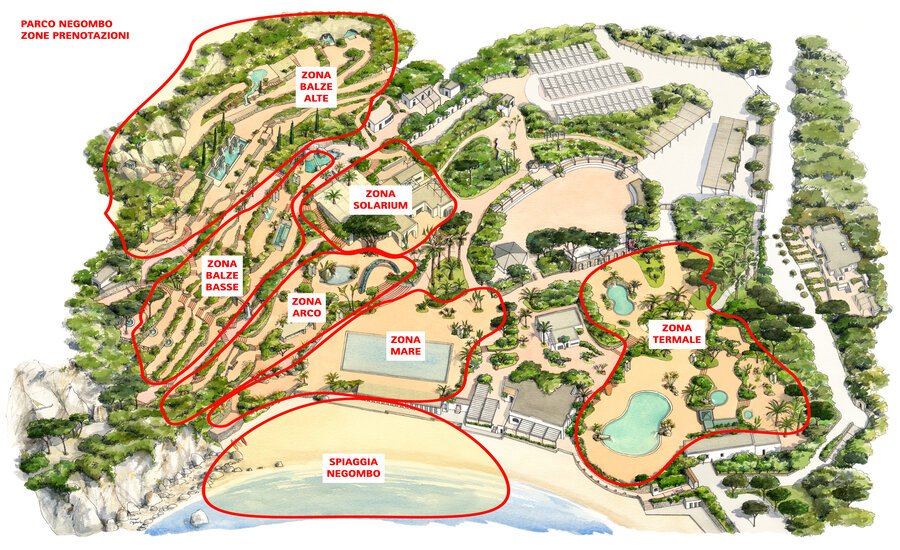 PARCO NEGOMBO
ZONE PRENOTAZIONI
ZONA
BALZE
ALTE
ZONA
SOLARIUM
ZONA
BALZE
BASSE
ZONA
ARCO
ZONA
MARE
ZONA
TERMALE
SPIAGGIA
NEGOMBO